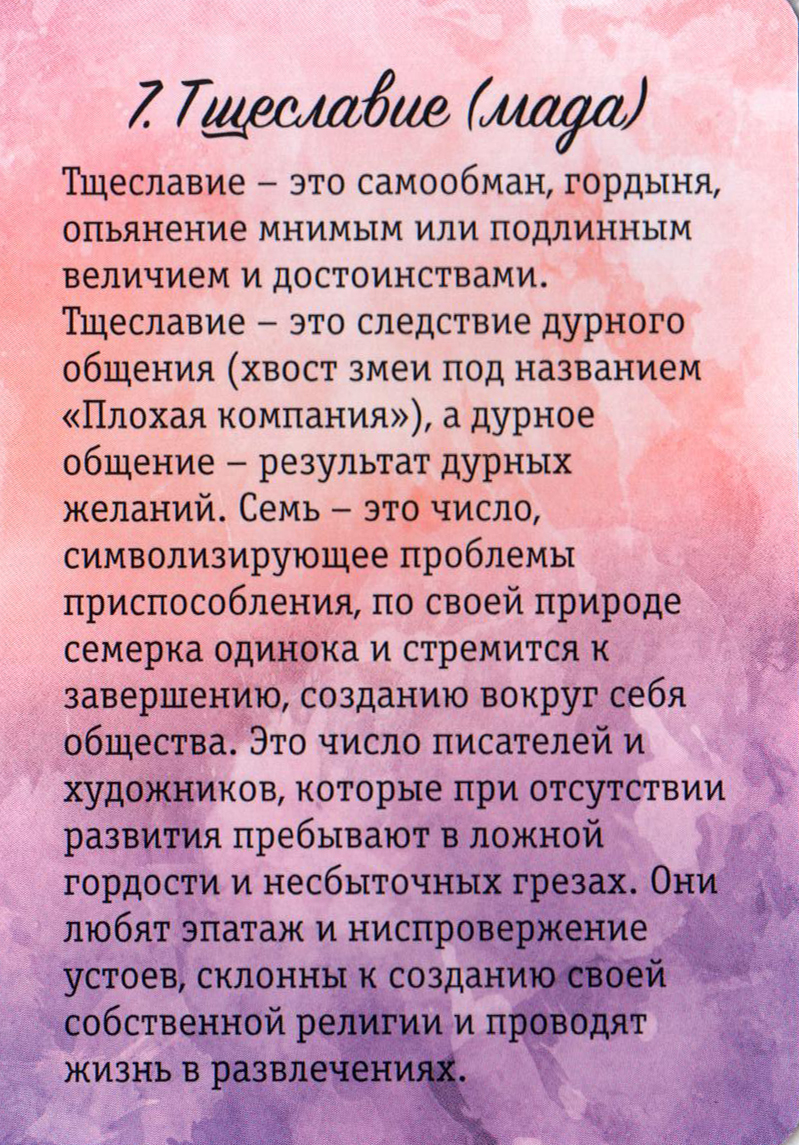 7. Тщеславие (мада)
Тщеславие – это самообман, гордыня,
опьянение мнимым или подлинным
величием и достоинствами.
Тщеславие – это следствие дурного
общения (хвост змеи под названием
«Плохая компания»), а дурное
общение – результат дурных
желаний. Семь – это число,
символизирующее проблемы
приспособления, по своей природе
семерка одинока и стремится к
завершению, созданию вокруг себя
общества. Это число писателей и
художников, которые при отсутствии
развития пребывают в ложной
гордости и несбыточных грезах. Они
любят эпатаж и ниспровержение
устоев, склонны к созданию своей
собственной религии и проводят
жизнь в развлечениях.